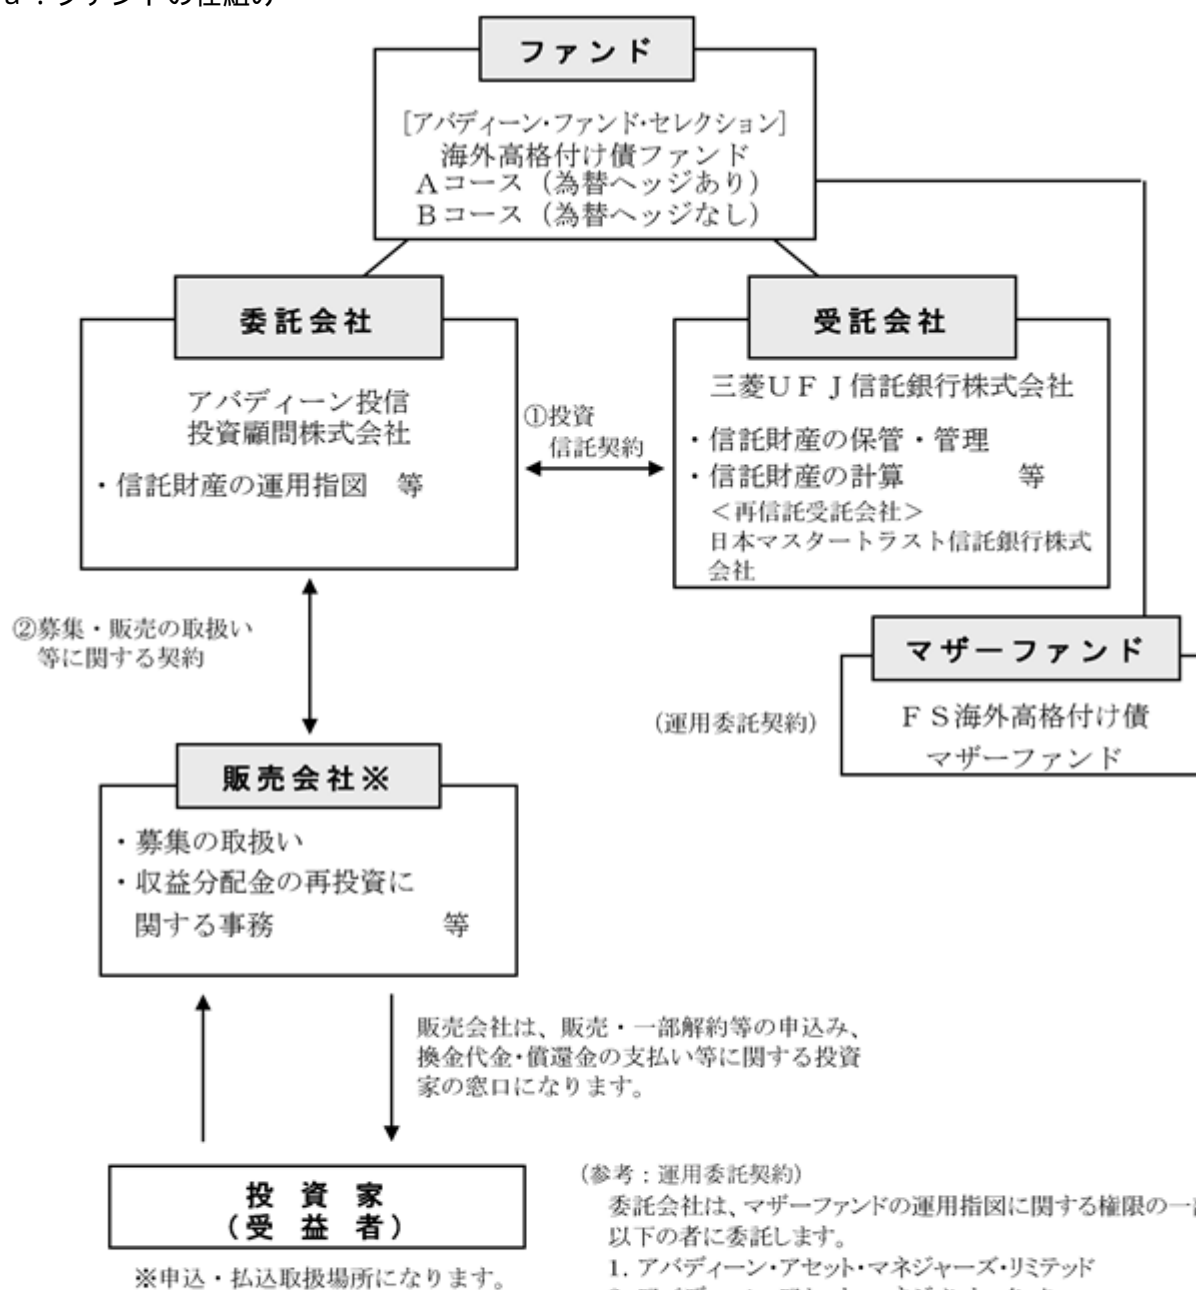 a．ファンドの仕組み
ファンド
[アバディーン・ファンド・セレクション]
海外高格付け債ファンド
Ａコース（為替ヘッジあり）
Ｂコース（為替ヘッジなし）
委託会社
アバディーン投信
投資顧問株式会社
・信託財産の運用指図　等
①投資
信託契約
受託会社
三菱ＵＦＪ信託銀行株式会社
・信託財産の保管・管理
・信託財産の計算　　　　等
＜再信託受託会社＞
日本マスタートラスト信託銀行株式
会社
②募集・販売の取扱い
等に関する契約
マザーファンド
（運用委託契約）
ＦＳ海外高格付け債
マザーファンド
販売会社※
・募集の取扱い
・収益分配金の再投資に
関する事務　　　　　　等
販売会社は、販売・一部解約等の申込み、
換金代金・償還金の支払い等に関する投資
家の窓口になります。
投　資　家
（受　益　者）
※申込・払込取扱場所になります。
（参考：運用委託契約）
委託会社は、マザーファンドの運用指図に関する権限の一
以下の者に委託します。
1. アバディーン・アセット・マネジャーズ・リミテッド